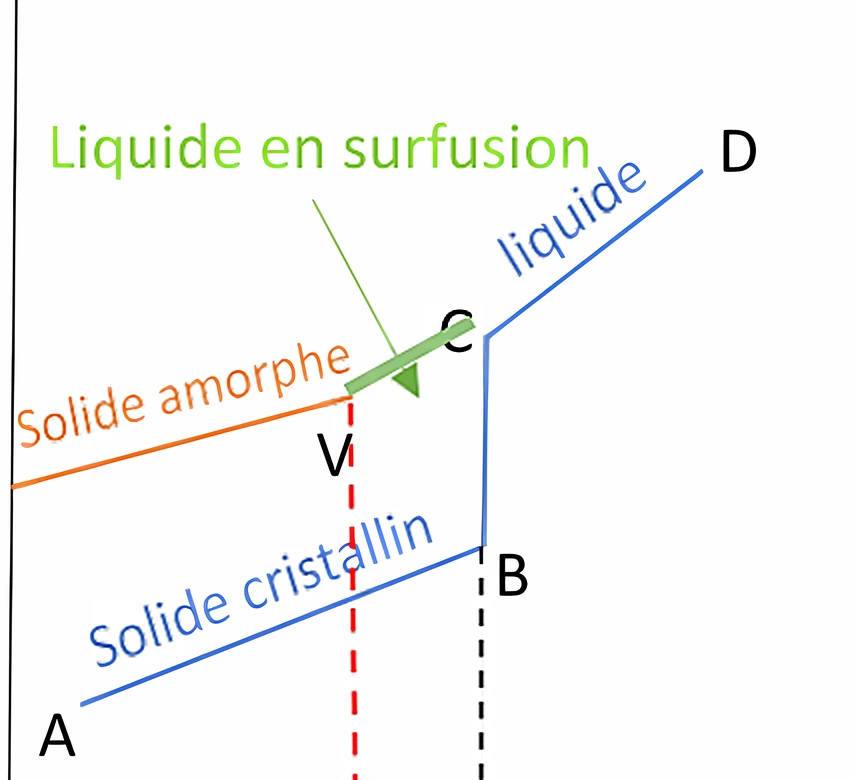 Liquide en surfusion
D
liquide
C
Solide amorphe
V
Solide cristallin
B
A